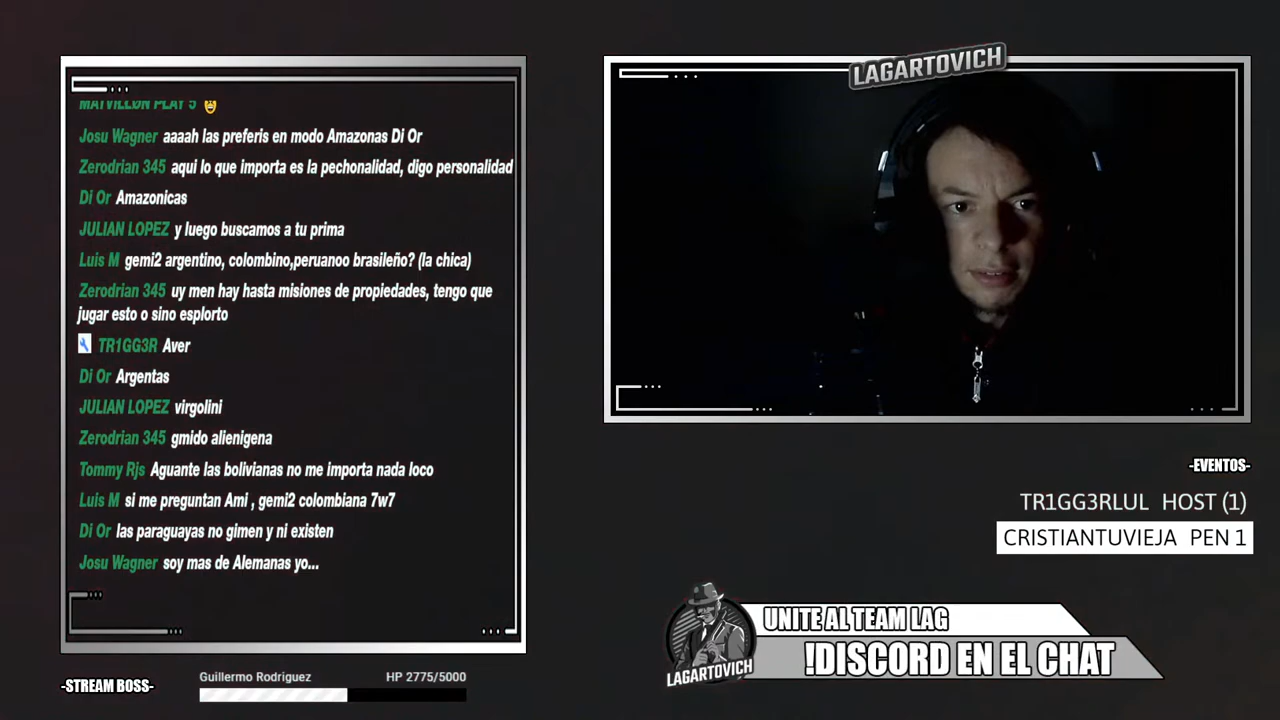 LAGARTOVICH
MATVILLDN PLAY 5
Josu Wagner aaaah las preferis en modo Amazonas Di Or
Zerodrian 345 aqui lo que importa es la pechonalidad, digo personalidad
Di Or Amazonicas
JULIAN LOPEZ y luego buscamos a tu prima
Luis M gemi2 argentino, colombino,peruanoo brasileño? (la chica)
Zerodrian 345 uy men hay hasta misiones de propiedades, tengo que
jugar esto o sino esplorto
TR1GG3R Aver
Di Or Argentas
JULIAN LOPEZ virgolini
Zerodrian 345 gmido alienigena
Tommy Rjs Aguante las bolivianas no me importa nada loco
Luis M si me preguntan Ami , gemi2 colombiana 7w7
Di Or las paraguayas no gimen y ni existen
Josu Wagner soy mas de Alemanas yo...
-EVENTOS-
TR1GG3RLUL HOST (1)
CRISTIANTUVIEJA PEN 1
UNITE AL TEAM LAG
!DISCORD EN EL CHAT
LAGARTOVICH
-STREAM BOSS-
Guillermo Rodriguez HP 2775/5000